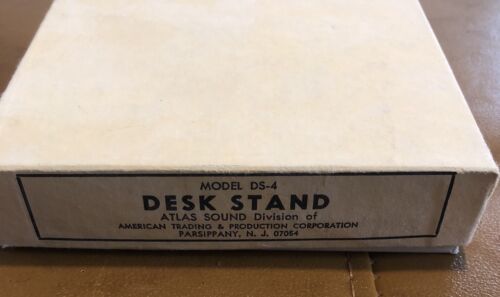 MODEL DS-4
DESK STAND
ATLAS SOUND Division of
AMERICAN TRADING & PRODUCTION CORPORATION
PARSIPPANY, N. J. 07054